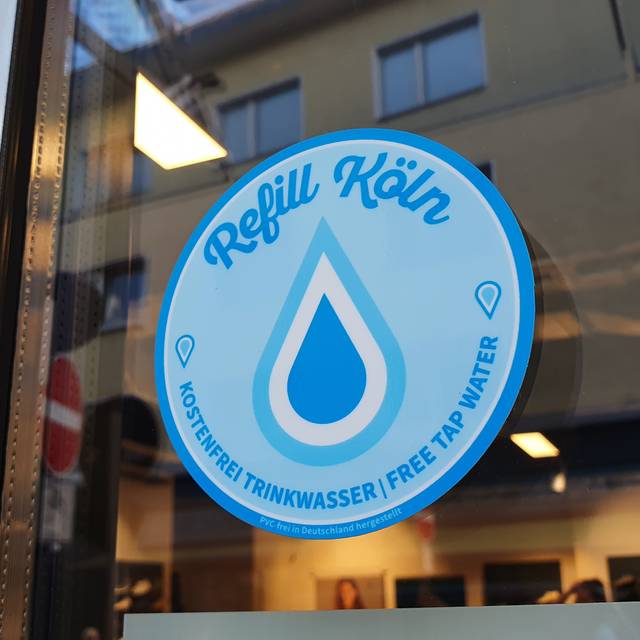 Refill Köln
KOSTENFREI TRINKWASSER | FREE TAP WATER
PVC frei in Deutschland hergestellt